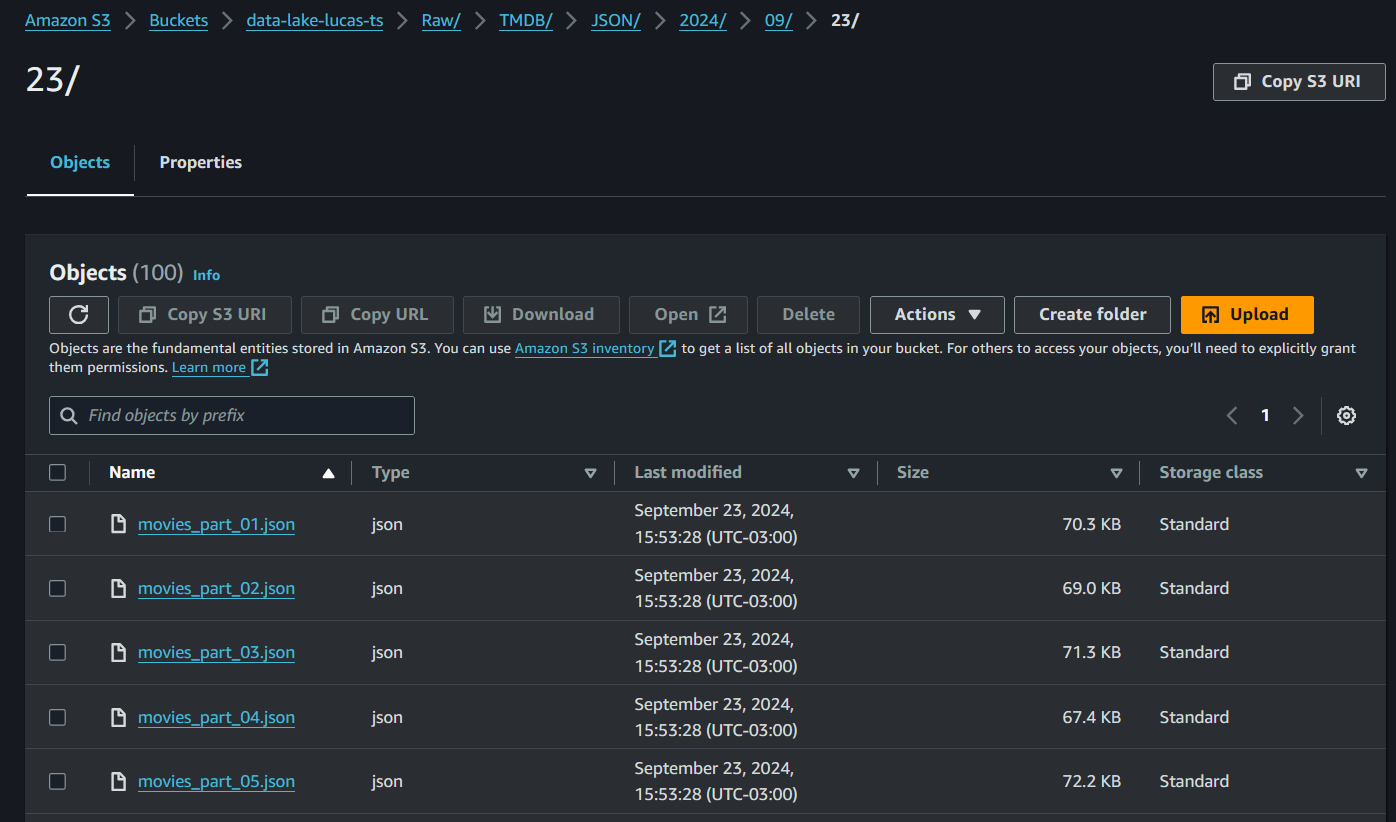 Amazon S3 > Buckets > data-lake-lucas-ts > Raw/ > TMDB/ > JSON/ > 2024/ > 09/ > 23/
23/
Copy S3 URI
Objects Properties
Objects (100) Info
Copy S3 URI Copy URL Download Open Delete Actions Create folder Upload
Objects are the fundamental entities stored in Amazon S3. You can use Amazon S3 inventory to get a list of all objects in your bucket. For others to access your objects, you’ll need to explicitly grant
them permissions. Learn more
Find objects by prefix
1
Name Type Last modified Size Storage class
movies_part_01.json json September 23, 2024, 15:53:28 (UTC-03:00) 70.3 KB Standard
movies_part_02.json json September 23, 2024, 15:53:28 (UTC-03:00) 69.0 KB Standard
movies_part_03.json json September 23, 2024, 15:53:28 (UTC-03:00) 71.3 KB Standard
movies_part_04.json json September 23, 2024, 15:53:28 (UTC-03:00) 67.4 KB Standard
movies_part_05.json json September 23, 2024, 15:53:28 (UTC-03:00) 72.2 KB Standard